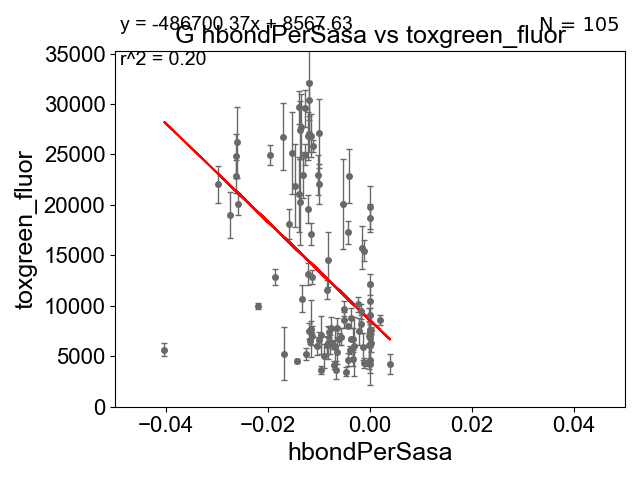 y = -486700.37x + 8567.63
N = 105
G hbondPerSasa vs toxgreen_fluor
r^2 = 0.20
35000
30000
25000
20000
15000
10000
5000
0
toxgreen_fluor
−0.04 −0.02 0.00 0.02 0.04
hbondPerSasa